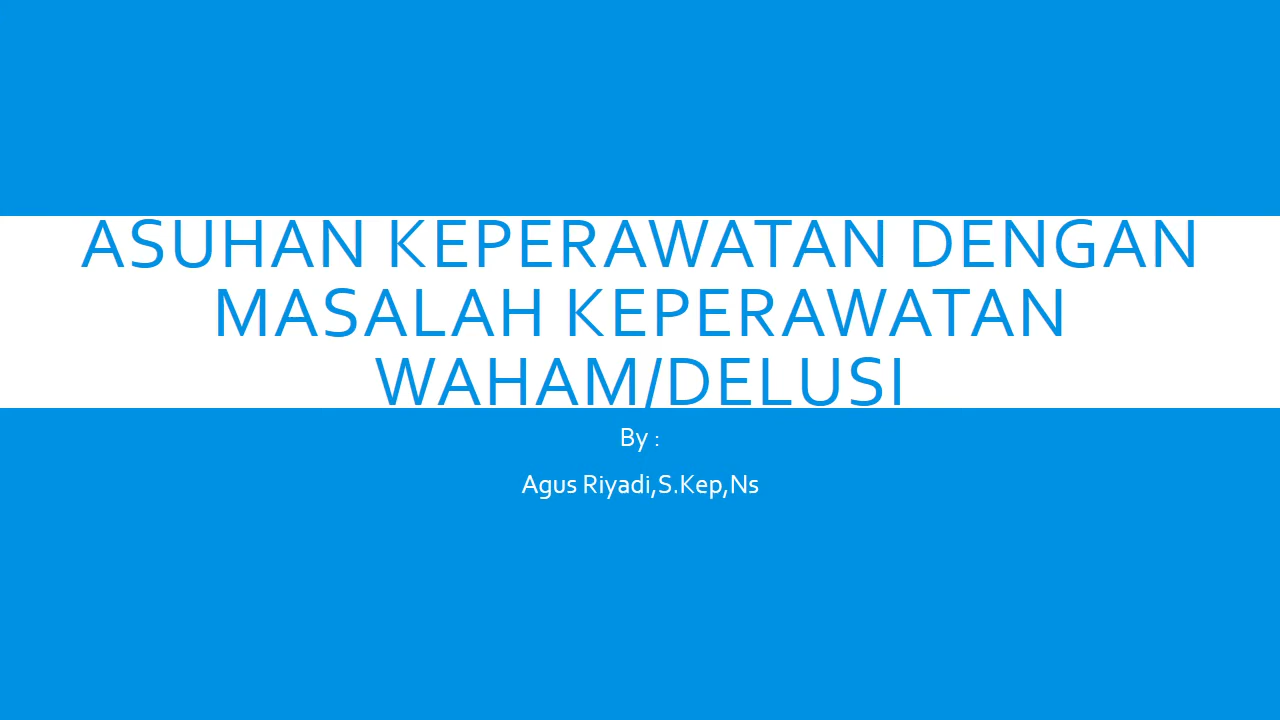 ASUHAN KEPERAWATAN DENGAN
MASALAH KEPERAWATAN
WAHAM/DELUSI
By :
Agus Riyadi,S.Kep,Ns